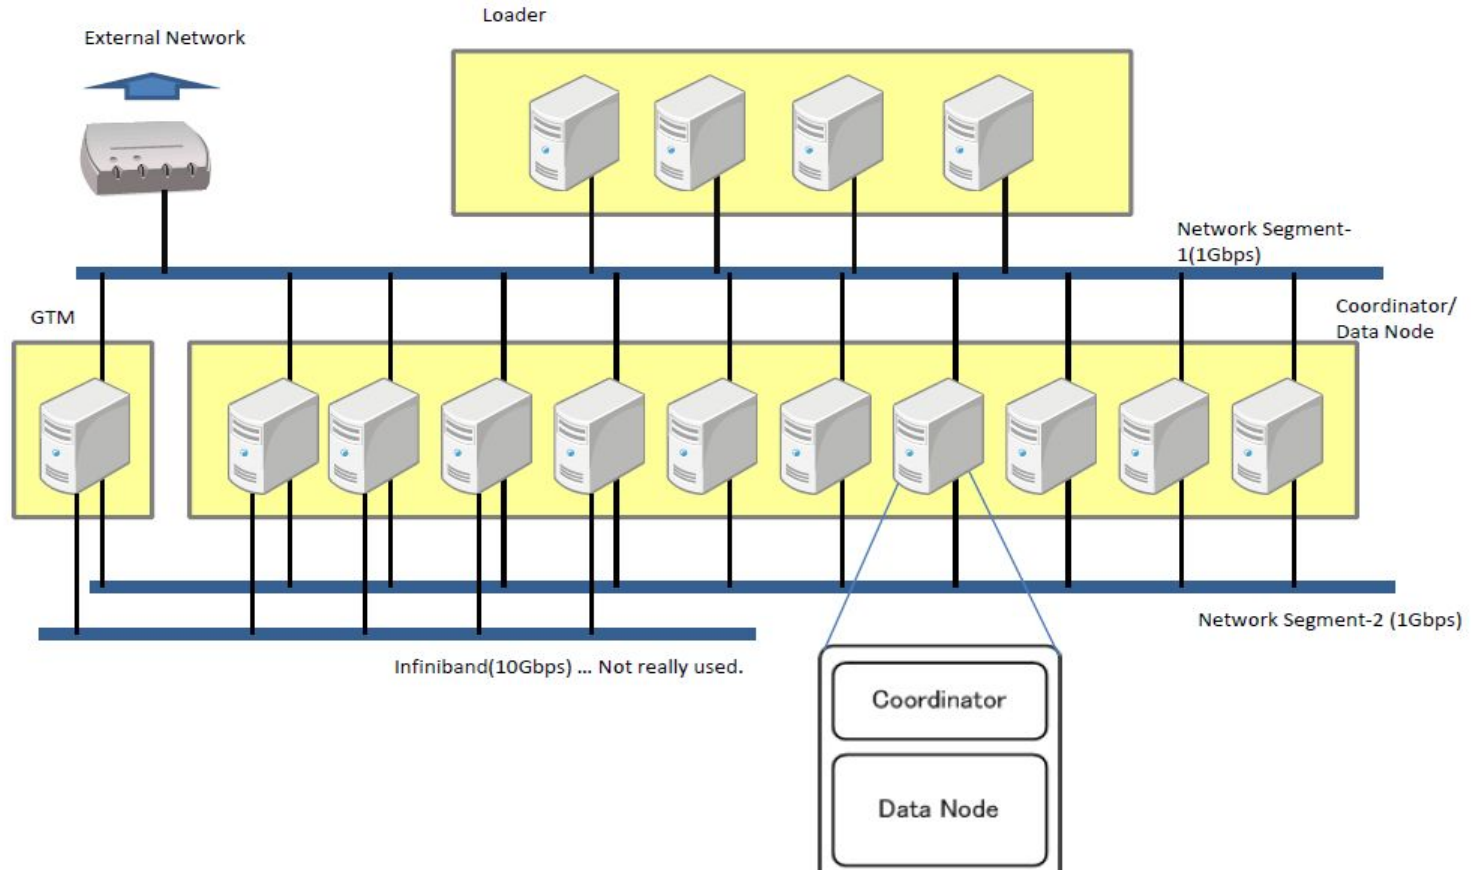 Loader
External Network
Network Segment-
1(1Gbps)
GTM
Coordinator/
Data Node
Network Segment-2 (1Gbps)
Infiniband(10Gbps) ... Not really used.
Coordinator
Data Node